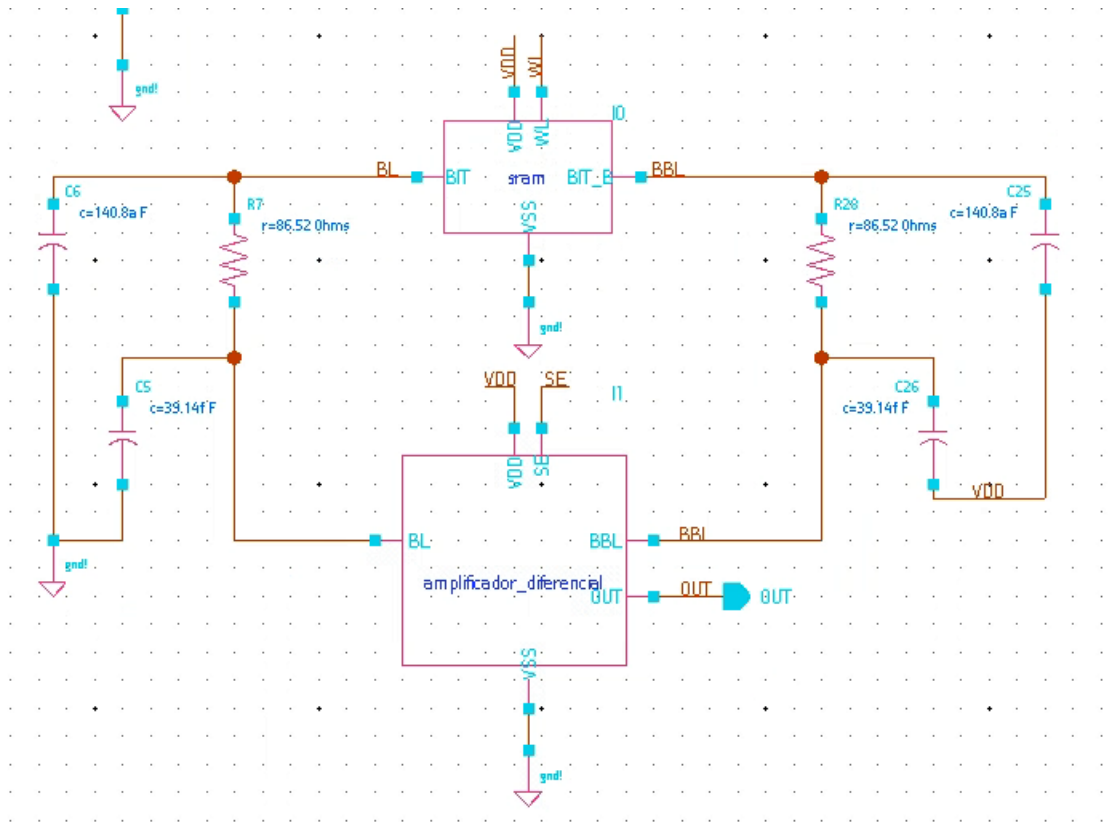 gnd!
VDD
WL
I0
VDD
WL
BL
BIT
sram
BIT_B
BBL
VSS
gnd!
C6
c=140.8a F
R7
r=86.52 Ohms
R28
r=86.52 Ohms
C25
c=140.8a F
C5
c=39.14f F
VDD
SE
I1
C26
c=39.14f F
VDD
SE
VDD
BL
BBL
BBL
gnd!
amplificador_diferencial
OUT
OUT
OUT
VSS
gnd!